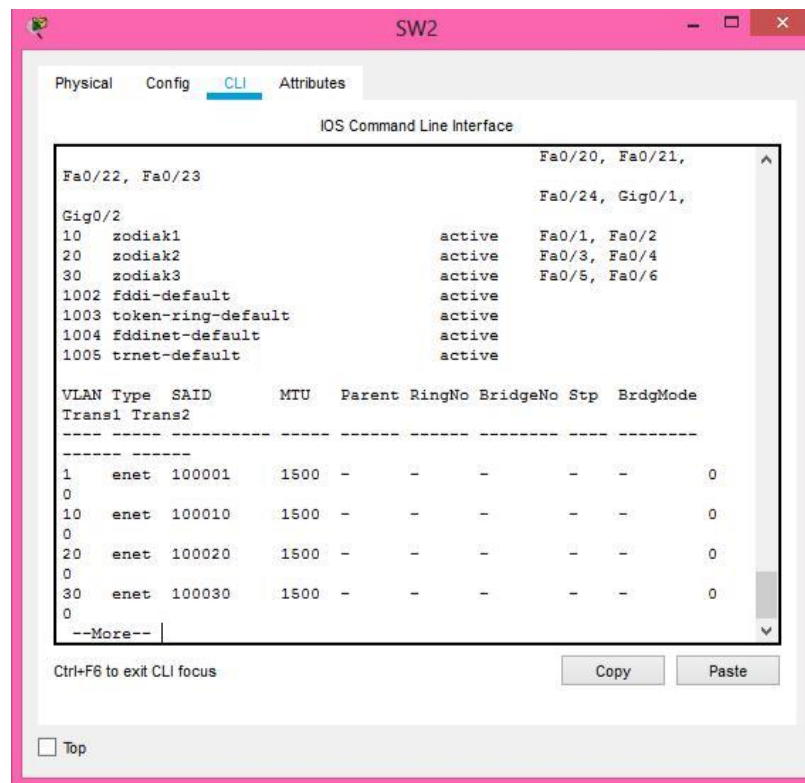 SW2
Physical Config CLI Attributes
IOS Command Line Interface
Fa0/20, Fa0/21,
Fa0/22, Fa0/23
Fa0/24, Gig0/1,
Gig0/2
10 zodiak1 active Fa0/1, Fa0/2
20 zodiak2 active Fa0/3, Fa0/4
30 zodiak3 active Fa0/5, Fa0/6
1002 fddi-default active
1003 token-ring-default active
1004 fddinet-default active
1005 trnet-default active
VLAN Type SAID MTU Parent RingNo BridgeNo Stp BrdgMode
Trans1 Trans2
---- ----- ---------- ----- ------ ------ -------- ---- --------
------ ------
1 enet 100001 1500 - - - - - 0
0
10 enet 100010 1500 - - - - - 0
0
20 enet 100020 1500 - - - - - 0
0
30 enet 100030 1500 - - - - - 0
0
--More--
Ctrl+F6 to exit CLI focus
Copy Paste
Top